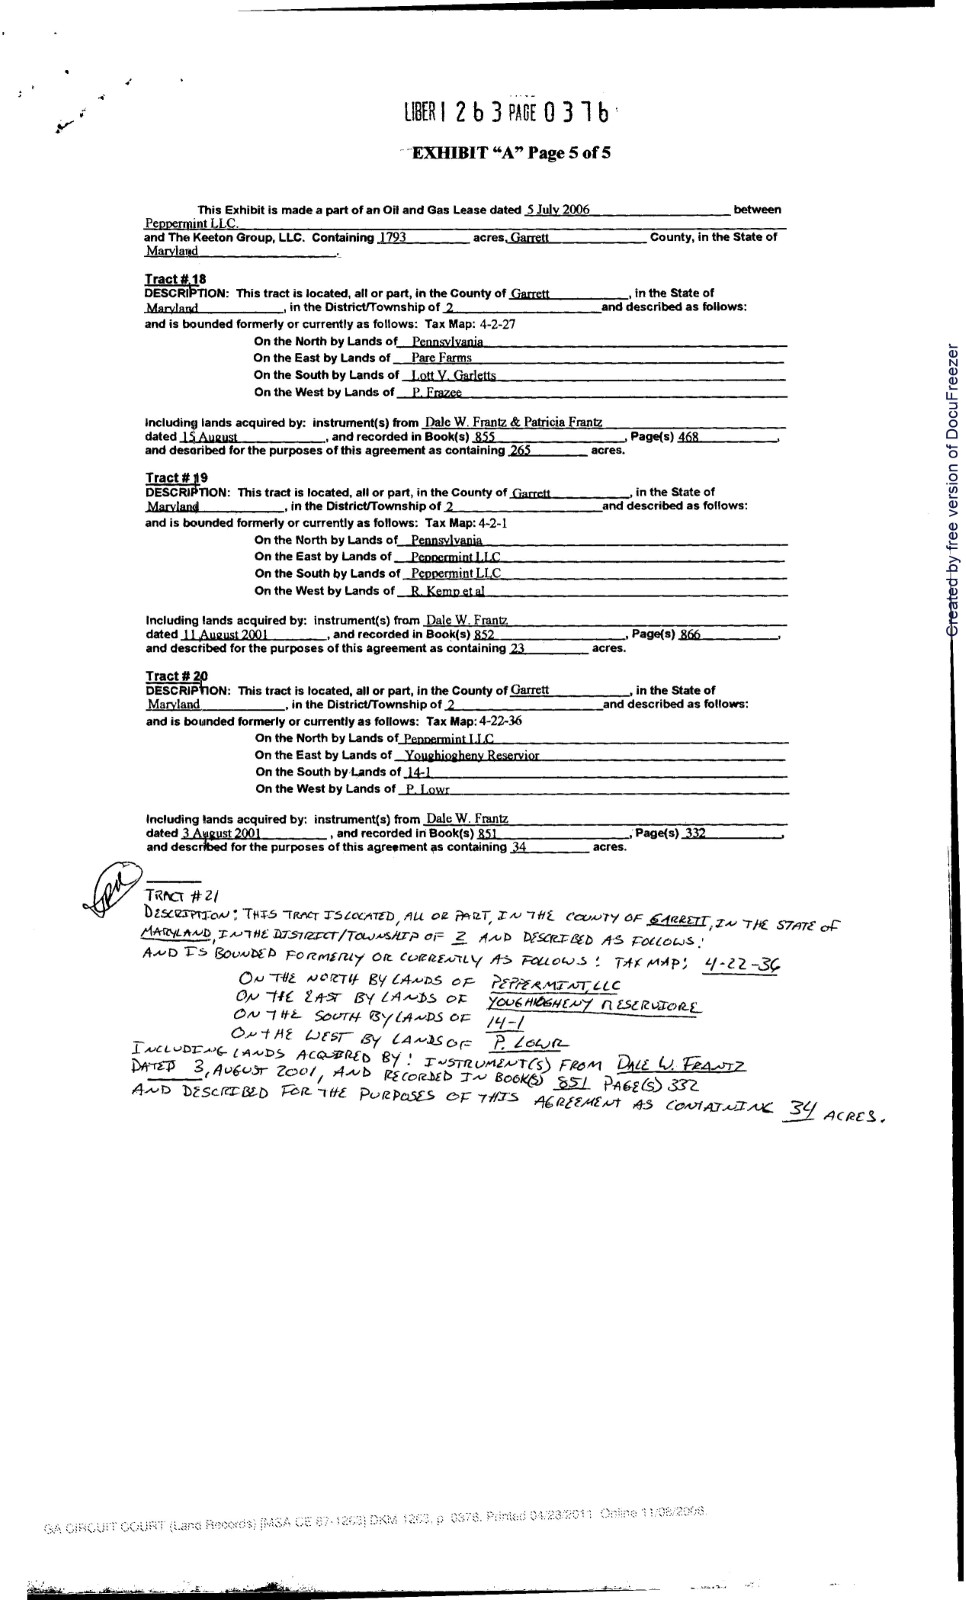 LIBER 1263 PAGE 0376
EXHIBIT “A” Page 5 of 5
This Exhibit is made a part of an Oil and Gas Lease dated 5 July 2006 between
Peppermint LLC.
and The Keeton Group, LLC. Containing 1793 acres, Garrett County, in the State of
Maryland.
Tract # 18
DESCRIPTION: This tract is located, all or part, in the County of Garrett, in the State of
Maryland, in the District/Township of 2 and described as follows:
and is bounded formerly or currently as follows: Tax Map: 4-2-27
On the North by Lands of Pennsylvania
On the East by Lands of Pare Farms
On the South by Lands of Lott V. Garletts
On the West by Lands of P. Frazee
Including lands acquired by: instrument(s) from Dale W. Frantz & Patricia Frantz
dated 15 August, and recorded in Book(s) 855, Page(s) 468,
and described for the purposes of this agreement as containing 265 acres.
Tract # 19
DESCRIPTION: This tract is located, all or part, in the County of Garrett, in the State of
Maryland, in the District/Township of 2 and described as follows:
and is bounded formerly or currently as follows: Tax Map: 4-2-1
On the North by Lands of Pennsylvania
On the East by Lands of Peppermint LLC
On the South by Lands of Peppermint LLC
On the West by Lands of R. Kemp et al
Including lands acquired by: instrument(s) from Dale W. Frantz
dated 11 August 2001, and recorded in Book(s) 852, Page(s) 866,
and described for the purposes of this agreement as containing 23 acres.
Tract # 20
DESCRIPTION: This tract is located, all or part, in the County of Garrett, in the State of
Maryland, in the District/Township of 2 and described as follows:
and is bounded formerly or currently as follows: Tax Map: 4-22-36
On the North by Lands of Peppermint LLC
On the East by Lands of Youghiogheny Reservior
On the South by Lands of 14-1
On the West by Lands of P. Lowr
Including lands acquired by: instrument(s) from Dale W. Frantz
dated 3 August 2001, and recorded in Book(s) 851, Page(s) 332,
and described for the purposes of this agreement as containing 34 acres.
TRACT #21
DESCRIPTION: THIS TRACT IS LOCATED, ALL OR PART, IN THE COUNTY OF GARRETT, IN THE STATE OF
MARYLAND, IN THE DISTRICT/TOWNSHIP OF 2 AND DESCRIBED AS FOLLOWS:
AND IS BOUNDED FORMERLY OR CURRENTLY AS FOLLOWS: TAX MAP: 4-22-36
ON THE NORTH BY LANDS OF PEPPERMINT, LLC
ON THE EAST BY LANDS OF YOUGHIOGHENY RESERVIORE
ON THE SOUTH BY LANDS OF 14-1
ON THE WEST BY LANDS OF P. LOWR
INCLUDING LANDS ACQUIRED BY: INSTRUMENT(S) FROM DALE W. FRANTZ
DATED 3, AUGUST 2001, AND RECORDED IN BOOK(S) 851 PAGE(S) 332
AND DESCRIBED FOR THE PURPOSES OF THIS AGREEMENT AS CONTAINING 34 ACRES.
GA CIRCUIT COURT (Land Records) [MSA CE 67-1263] DKM 1263, p. 0376. Printed 04/28/2011. Online 11/08/2006.
Created by free version of DocuFreezer